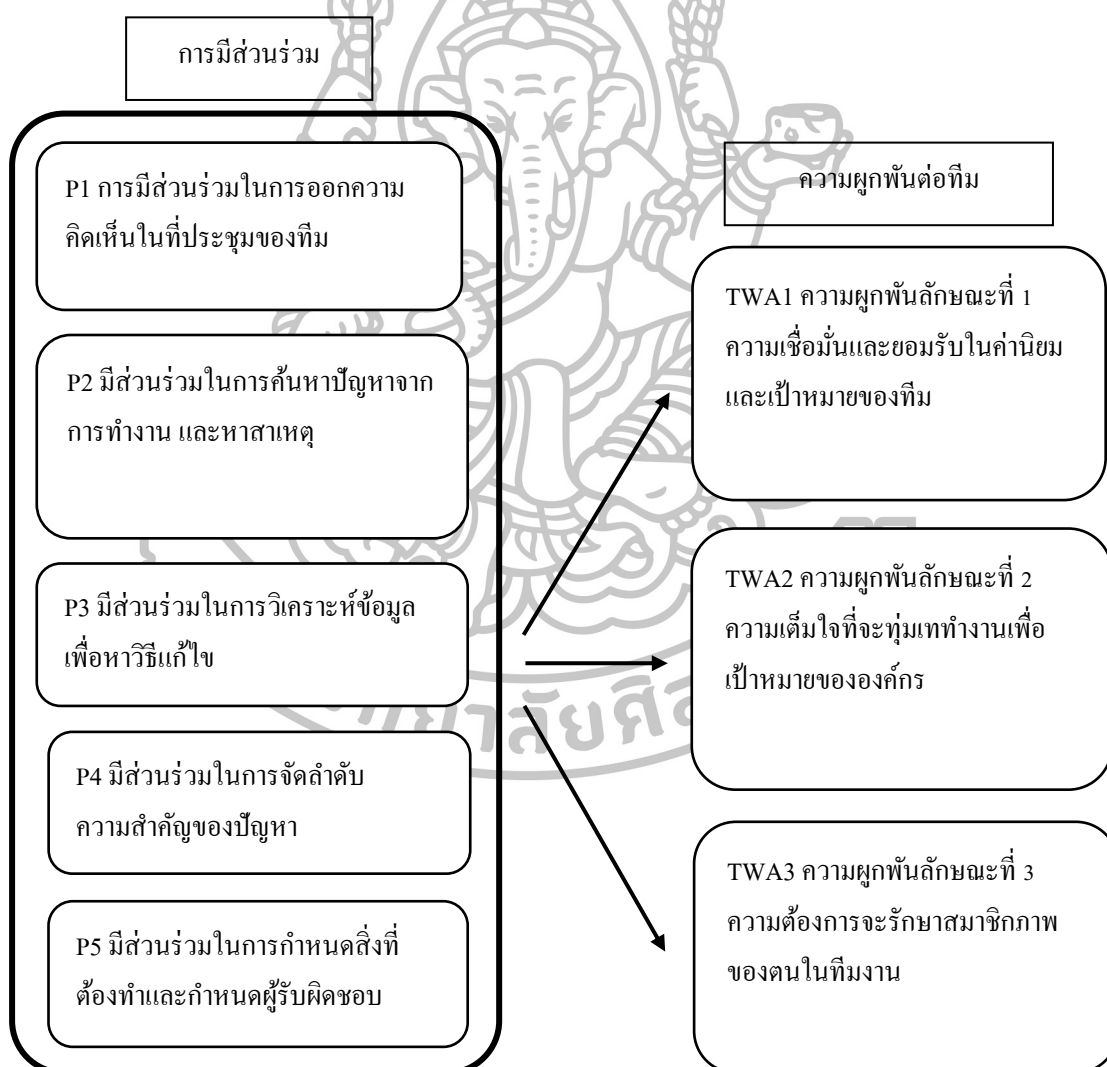 การมีส่วนร่วม
P1 การมีส่วนร่วมในการออกความ
คิดเห็นในที่ประชุมของทีม
P2 มีส่วนร่วมในการค้นหาปัญหาจาก
การทำงาน และหาสาเหตุ
P3 มีส่วนร่วมในการวิเคราะห์ข้อมูล
เพื่อหาวิธีแก้ไข
P4 มีส่วนร่วมในการจัดลำดับ
ความสำคัญของปัญหา
P5 มีส่วนร่วมในการกำหนดสิ่งที่
ต้องทำและกำหนดผู้รับผิดชอบ
ความผูกพันต่อทีม
TWA1 ความผูกพันลักษณะที่ 1
ความเชื่อมั่นและยอมรับในค่านิยม
และเป้าหมายของทีม
TWA2 ความผูกพันลักษณะที่ 2
ความเต็มใจที่จะทุ่มเททำงานเพื่อ
เป้าหมายขององค์กร
TWA3 ความผูกพันลักษณะที่ 3
ความต้องการจะรักษาสมาชิกภาพ
ของตนในทีมงาน